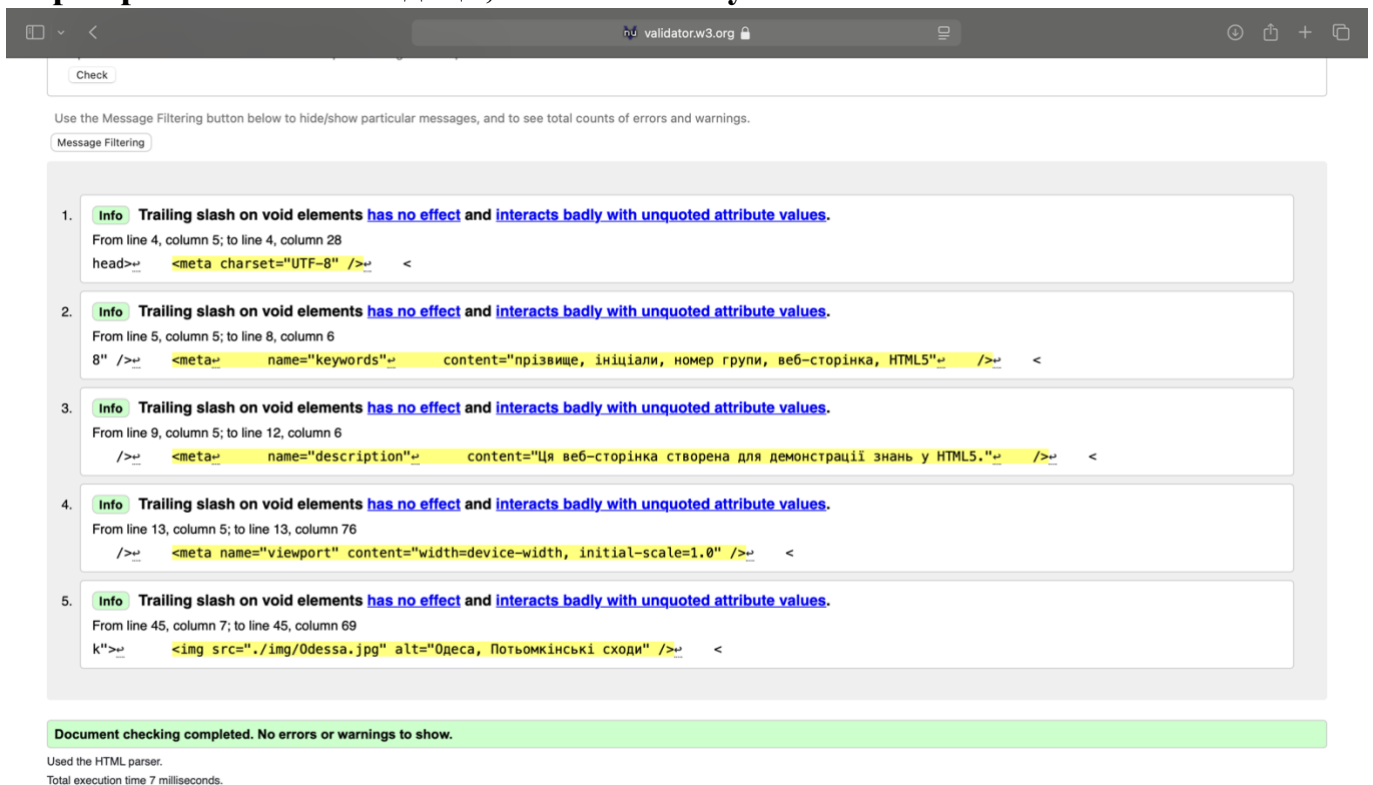 validator.w3.org
Check
Use the Message Filtering button below to hide/show particular messages, and to see total counts of errors and warnings.
Message Filtering
1. Info Trailing slash on void elements has no effect and interacts badly with unquoted attribute values.
From line 4, column 5; to line 4, column 28
head>↩ <meta charset="UTF-8" />↩ <
2. Info Trailing slash on void elements has no effect and interacts badly with unquoted attribute values.
From line 5, column 5; to line 8, column 6
8" />↩ <meta↩ name="keywords"↩ content="прізвище, ініціали, номер групи, веб-сторінка, HTML5"↩ />↩ <
3. Info Trailing slash on void elements has no effect and interacts badly with unquoted attribute values.
From line 9, column 5; to line 12, column 6
/>↩ <meta↩ name="description"↩ content="Ця веб-сторінка створена для демонстрації знань у HTML5."↩ />↩ <
4. Info Trailing slash on void elements has no effect and interacts badly with unquoted attribute values.
From line 13, column 5; to line 13, column 76
/>↩ <meta name="viewport" content="width=device-width, initial-scale=1.0" />↩ <
5. Info Trailing slash on void elements has no effect and interacts badly with unquoted attribute values.
From line 45, column 7; to line 45, column 69
k">↩ <img src="./img/Odessa.jpg" alt="Одеса, Потьомкінські сходи" />↩ <
Document checking completed. No errors or warnings to show.
Used the HTML parser.
Total execution time 7 milliseconds.